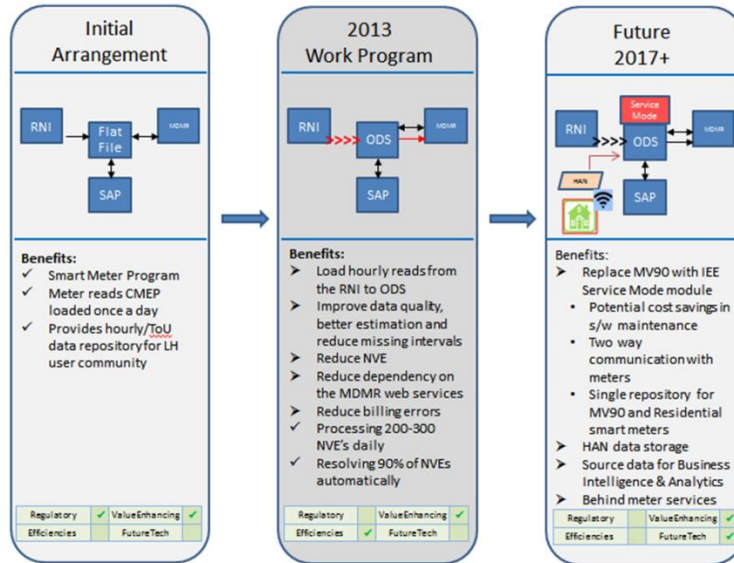 Initial
Arrangement
RNI
Flat
File
MDMR
SAP
Benefits:
✓ Smart Meter Program
✓ Meter reads CMEP
loaded once a day
✓ Provides hourly/ToU
data repository for LH
user community
Regulatory ✓ ValueEnhancing ✓
Efficiencies FutureTech
2013
Work Program
RNI
>>>>
ODS
MDMR
SAP
Benefits:
➤ Load hourly reads from
the RNI to ODS
➤ Improve data quality,
better estimation and
reduce missing intervals
➤ Reduce NVE
➤ Reduce dependency on
the MDMR web services
➤ Reduce billing errors
✓ Processing 200-300
NVE's daily
✓ Resolving 90% of NVEs
automatically
Regulatory ValueEnhancing ✓
Efficiencies ✓ FutureTech
Future
2017+
Service
Mode
RNI
>>>>
ODS
MDMR
HAN
SAP
Benefits:
➤ Replace MV90 with IEE
Service Mode module
• Potential cost savings in
s/w maintenance
• Two way
communication with
meters
• Single repository for
MV90 and Residential
smart meters
➤ HAN data storage
➤ Source data for Business
Intelligence & Analytics
➤ Behind meter services
Regulatory ValueEnhancing ✓
Efficiencies FutureTech ✓